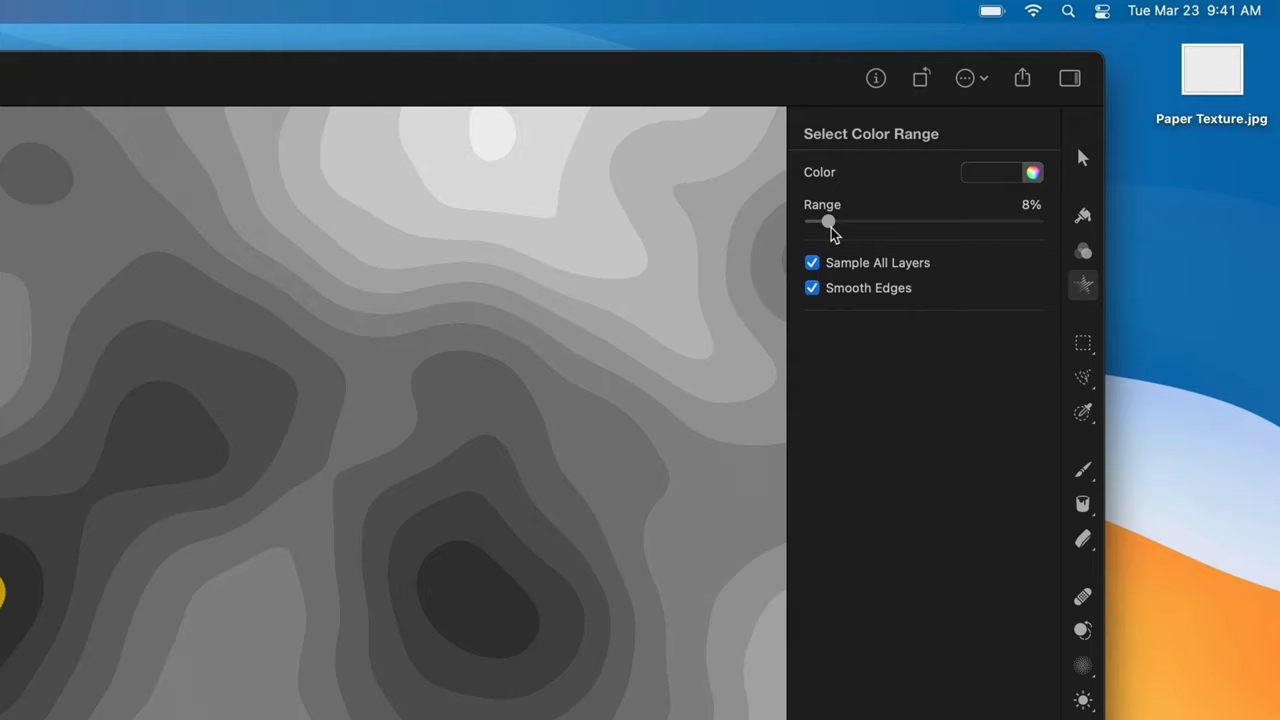 Tue Mar 23 9:41 AM
Paper Texture.jpg
Select Color Range
Color
Range 8%
Sample All Layers
Smooth Edges